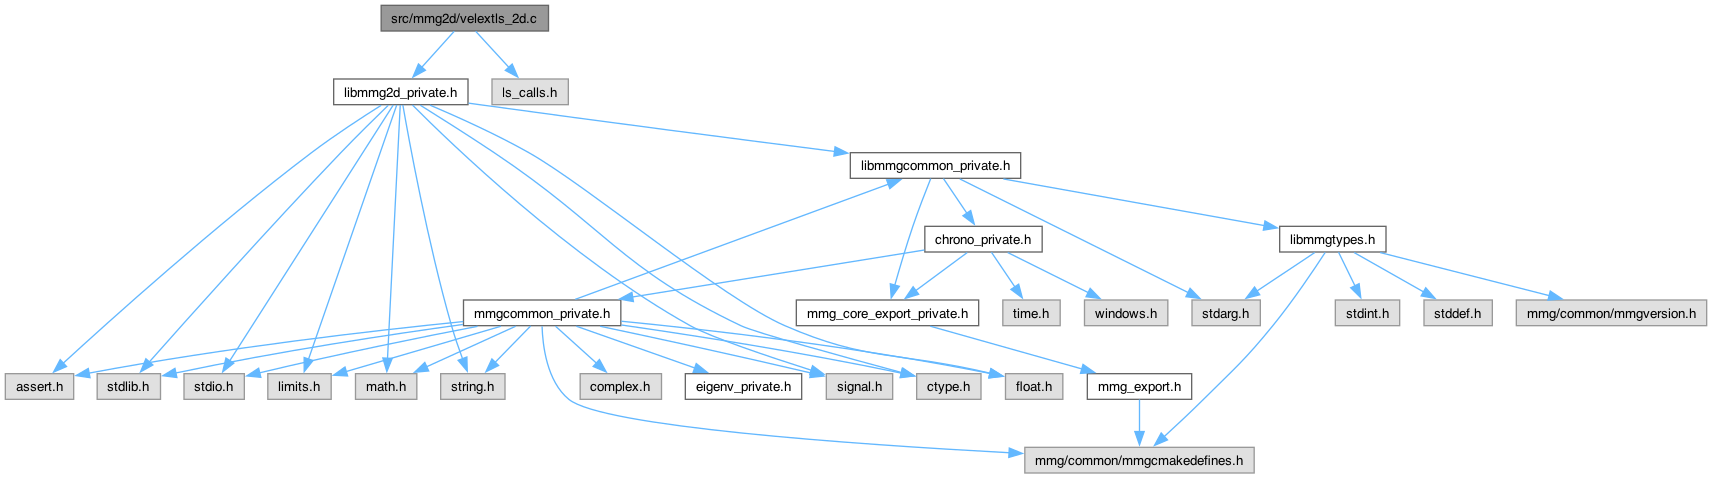 src/mmg2d/velextls_2d.c
libmmg2d_private.h
ls_calls.h
libmmgcommon_private.h
chrono_private.h
libmmgtypes.h
mmgcommon_private.h
mmg_core_export_private.h
time.h
windows.h
stdarg.h
stdint.h
stddef.h
mmg/common/mmgversion.h
assert.h
stdlib.h
stdio.h
limits.h
math.h
string.h
complex.h
eigenv_private.h
signal.h
ctype.h
float.h
mmg_export.h
mmg/common/mmgcmakedefines.h